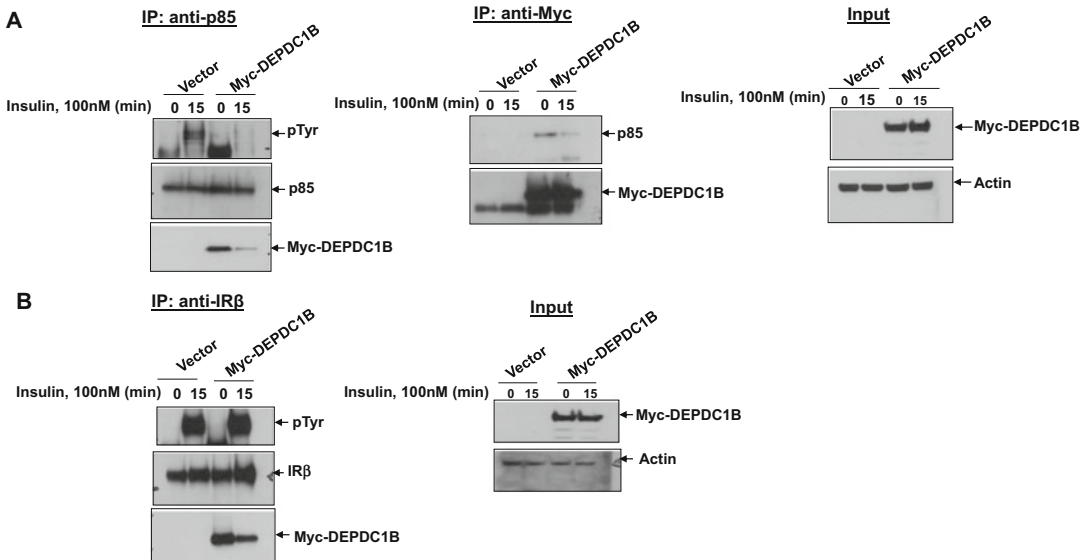 A
IP: anti-p85
Vector
Myc-DEPDC1B
Insulin, 100nM (min)
0 15 0 15
pTyr
p85
Myc-DEPDC1B
IP: anti-Myc
Vector
Myc-DEPDC1B
Insulin, 100nM (min)
0 15 0 15
p85
Myc-DEPDC1B
Input
Vector
Myc-DEPDC1B
Insulin, 100nM (min)
0 15 0 15
Myc-DEPDC1B
Actin
B
IP: anti-IRβ
Vector
Myc-DEPDC1B
Insulin, 100nM (min)
0 15 0 15
pTyr
IRβ
Myc-DEPDC1B
Input
Vector
Myc-DEPDC1B
Insulin, 100nM (min)
0 15 0 15
Myc-DEPDC1B
Actin